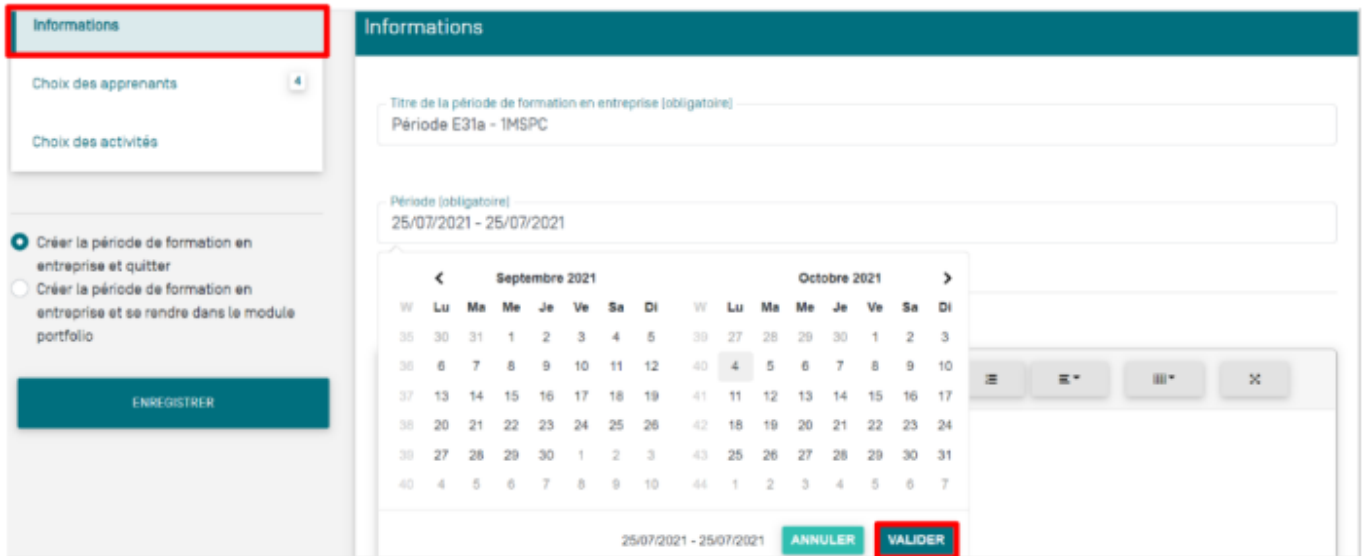 Informations
Choix des apprenants 4
Choix des activités
Créer la période de formation en
entreprise et quitter
Créer la période de formation en
entreprise et se rendre dans le module
portfolio
ENREGISTRER
Informations
Titre de la période de formation en entreprise (obligatoire)
Période E31a - 1MSPC
Période (obligatoire)
25/07/2021 - 25/07/2021
Septembre 2021
W Lu Ma Me Je Ve Sa Di
35 30 31 1 2 3 4 5
36 6 7 8 9 10 11 12
37 13 14 15 16 17 18 19
38 20 21 22 23 24 25 26
39 27 28 29 30 1 2 3
40 4 5 6 7 8 9 10
Octobre 2021
W Lu Ma Me Je Ve Sa Di
39 27 28 29 30 1 2 3
40 4 5 6 7 8 9 10
41 11 12 13 14 15 16 17
42 18 19 20 21 22 23 24
43 25 26 27 28 29 30 31
44 1 2 3 4 5 6 7
25/07/2021 - 25/07/2021 ANNULER VALIDER